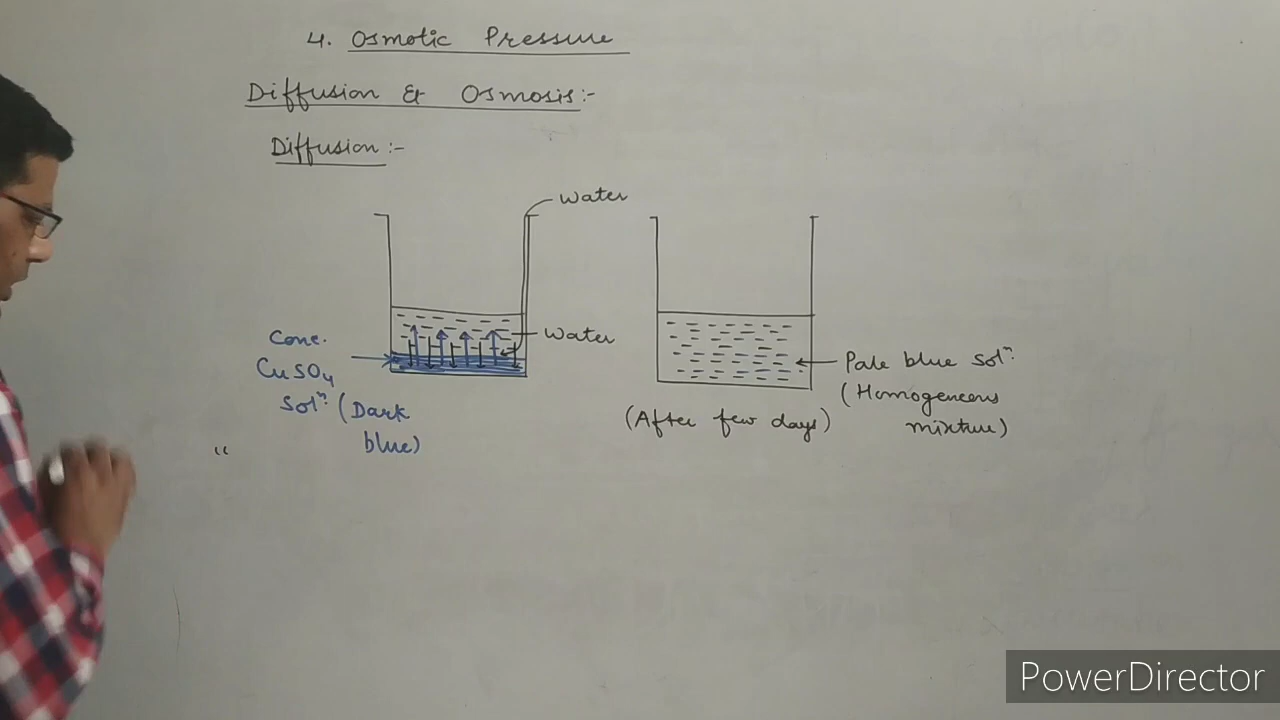 4. Osmotic Pressure
Diffusion & Osmosis:-
Diffusion :-
Water
Water
Conc.
CuSO4
Solⁿ. (Dark
blue)
Pale blue solⁿ.
(Homogeneous
mixture)
(After few days)
“
PowerDirector